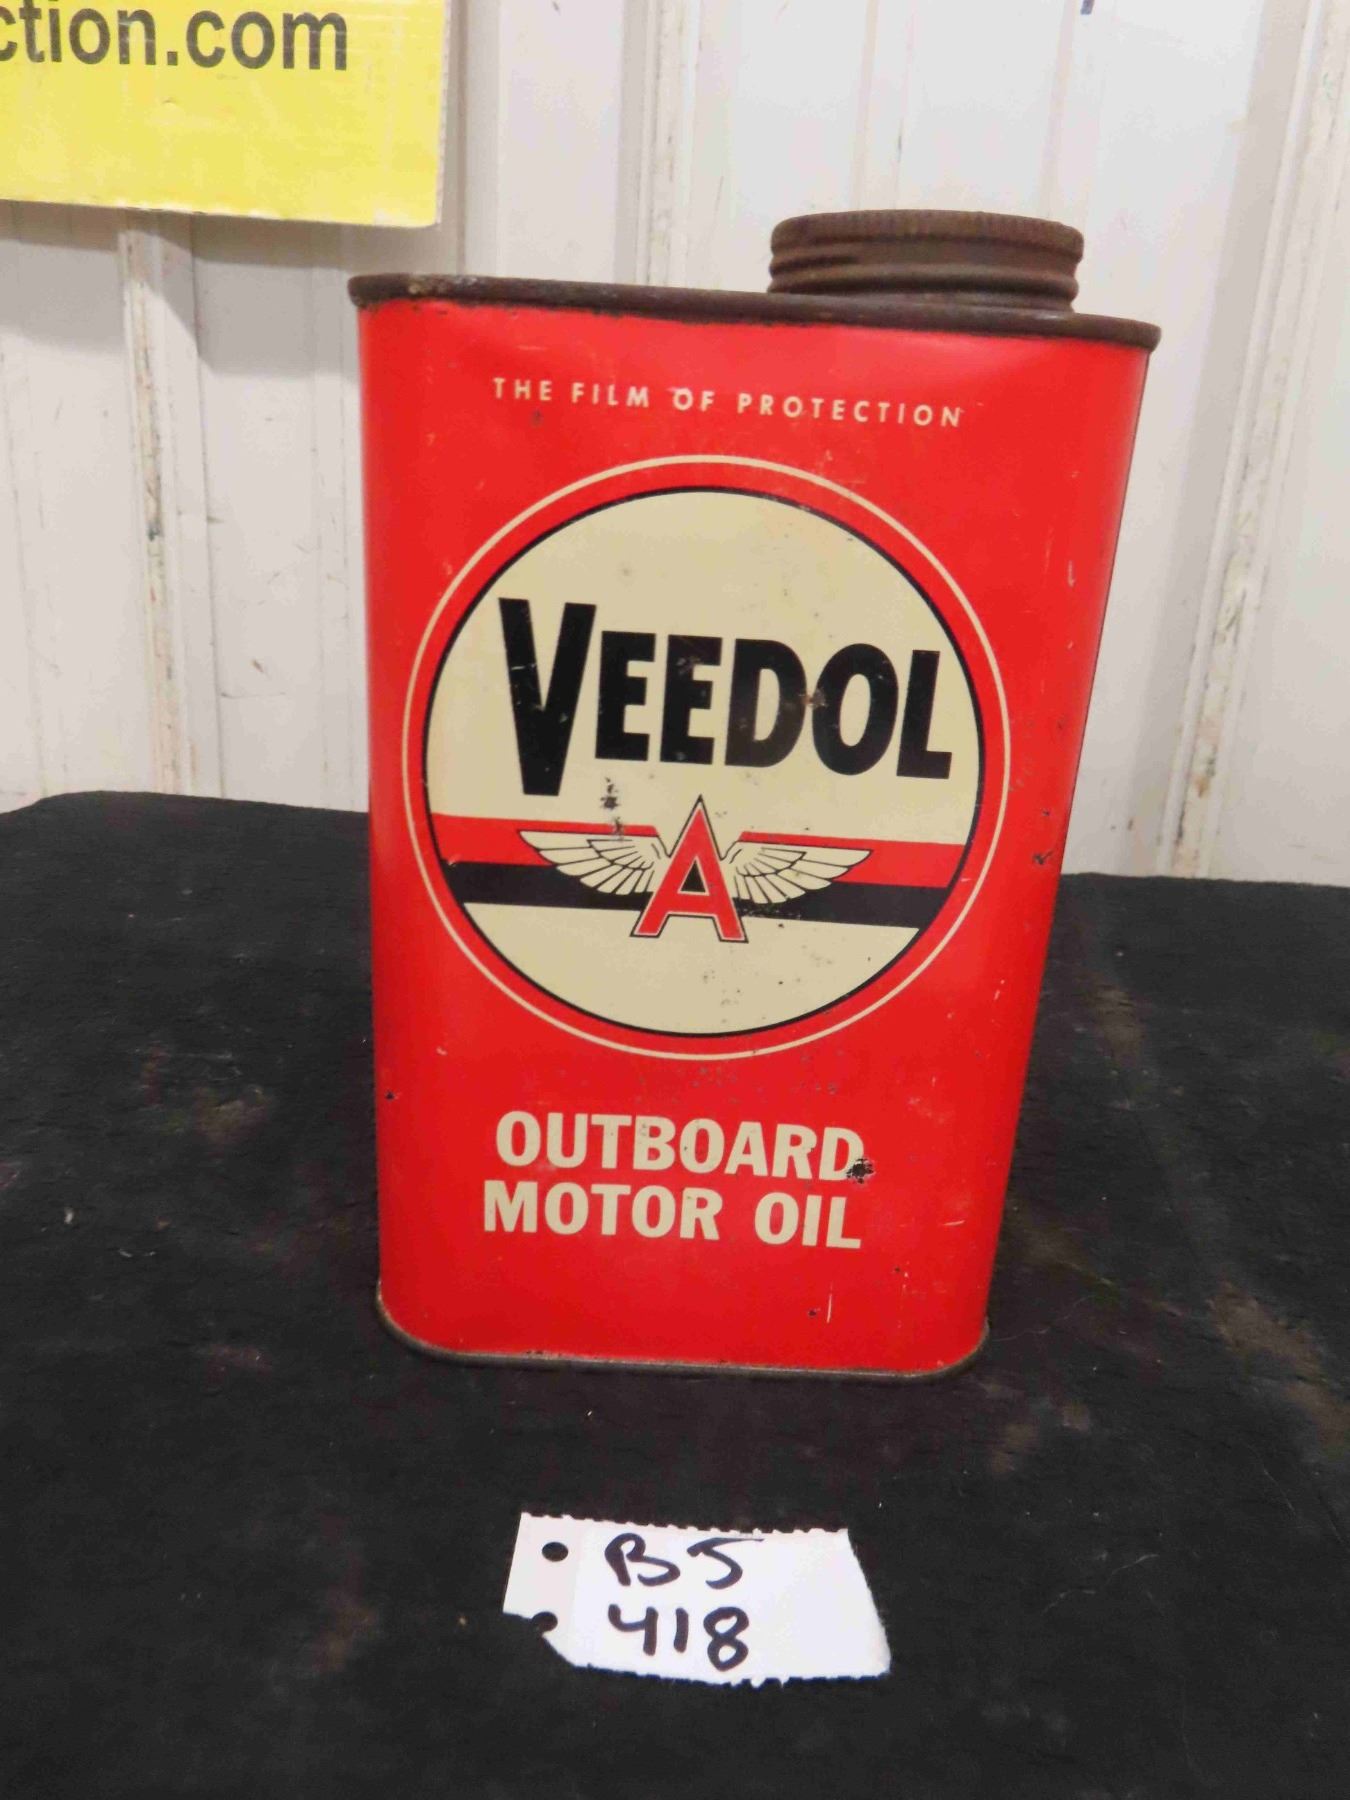 ction.com
THE FILM OF PROTECTION
VEEDOL
A
OUTBOARD
MOTOR OIL
B5
418